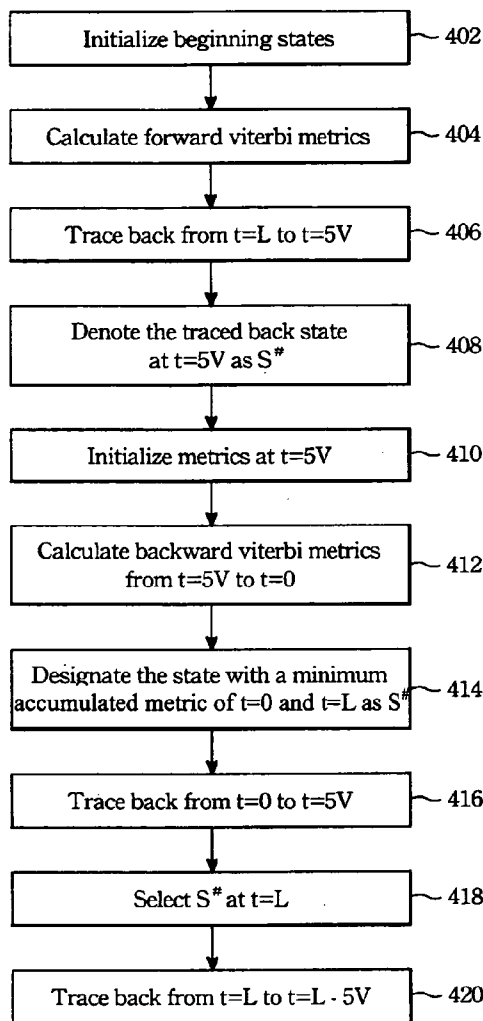 Initialize beginning states
402
Calculate forward viterbi metrics
404
Trace back from t=L to t=5V
406
Denote the traced back state
at t=5V as S#
408
Initialize metrics at t=5V
410
Calculate backward viterbi metrics
from t=5V to t=0
412
Designate the state with a minimum
accumulated metric of t=0 and t=L as S#
414
Trace back from t=0 to t=5V
416
Select S# at t=L
418
Trace back from t=L to t=L - 5V
420